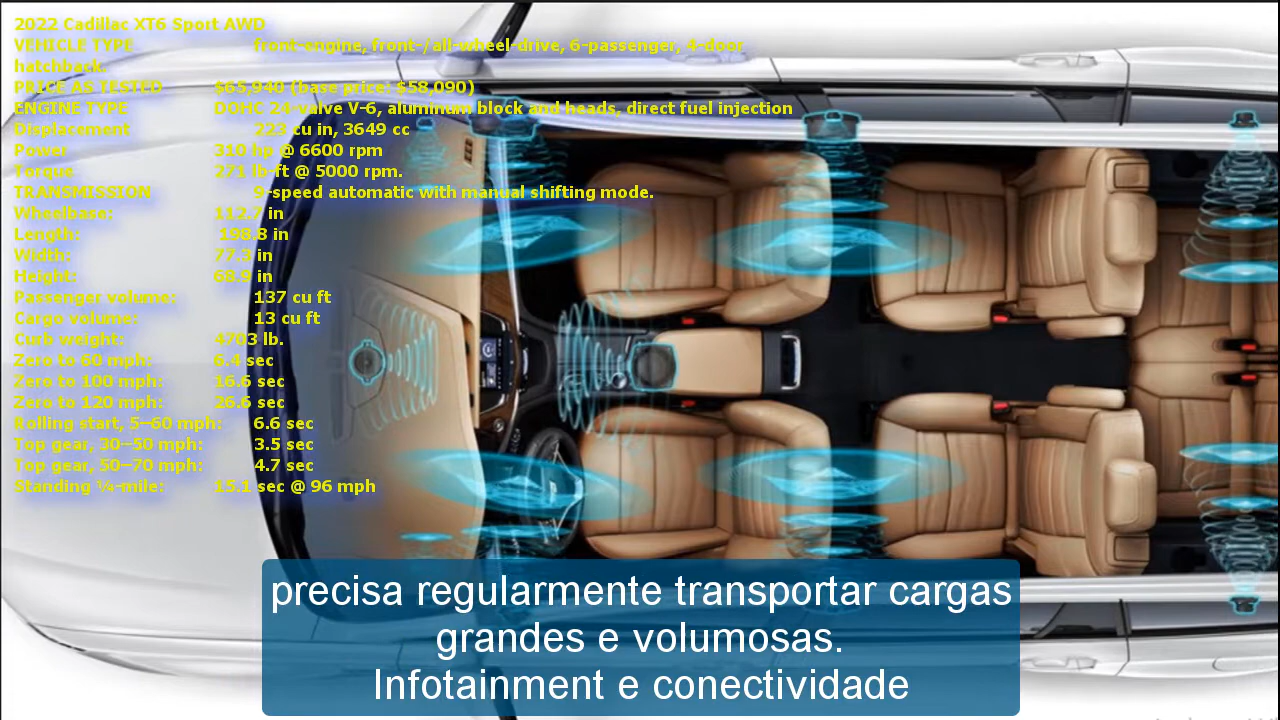 2022 Cadillac XT6 Sport AWD
VEHICLE TYPE front-engine, front-/all-wheel-drive, 6-passenger, 4-door
hatchback
PRICE AS TESTED $65,940 (base price: $58,090)
ENGINE TYPE DOHC 24-valve V-6, aluminum block and heads, direct fuel injection
Displacement 223 cu in, 3649 cc
Power 310 hp @ 6600 rpm
Torque 271 lb-ft @ 5000 rpm.
TRANSMISSION 9-speed automatic with manual shifting mode.
Wheelbase: 112.7 in
Length: 198.8 in
Width: 77.3 in
Height: 68.9 in
Passenger volume: 137 cu ft
Cargo volume: 13 cu ft
Curb weight: 4703 lb.
Zero to 60 mph: 6.4 sec
Zero to 100 mph: 16.6 sec
Zero to 120 mph: 26.6 sec
Rolling start, 5–60 mph: 6.6 sec
Top gear, 30–50 mph: 3.5 sec
Top gear, 50–70 mph: 4.7 sec
Standing ¼-mile: 15.1 sec @ 96 mph
precisa regularmente transportar cargas
grandes e volumosas.
Infotainment e conectividade